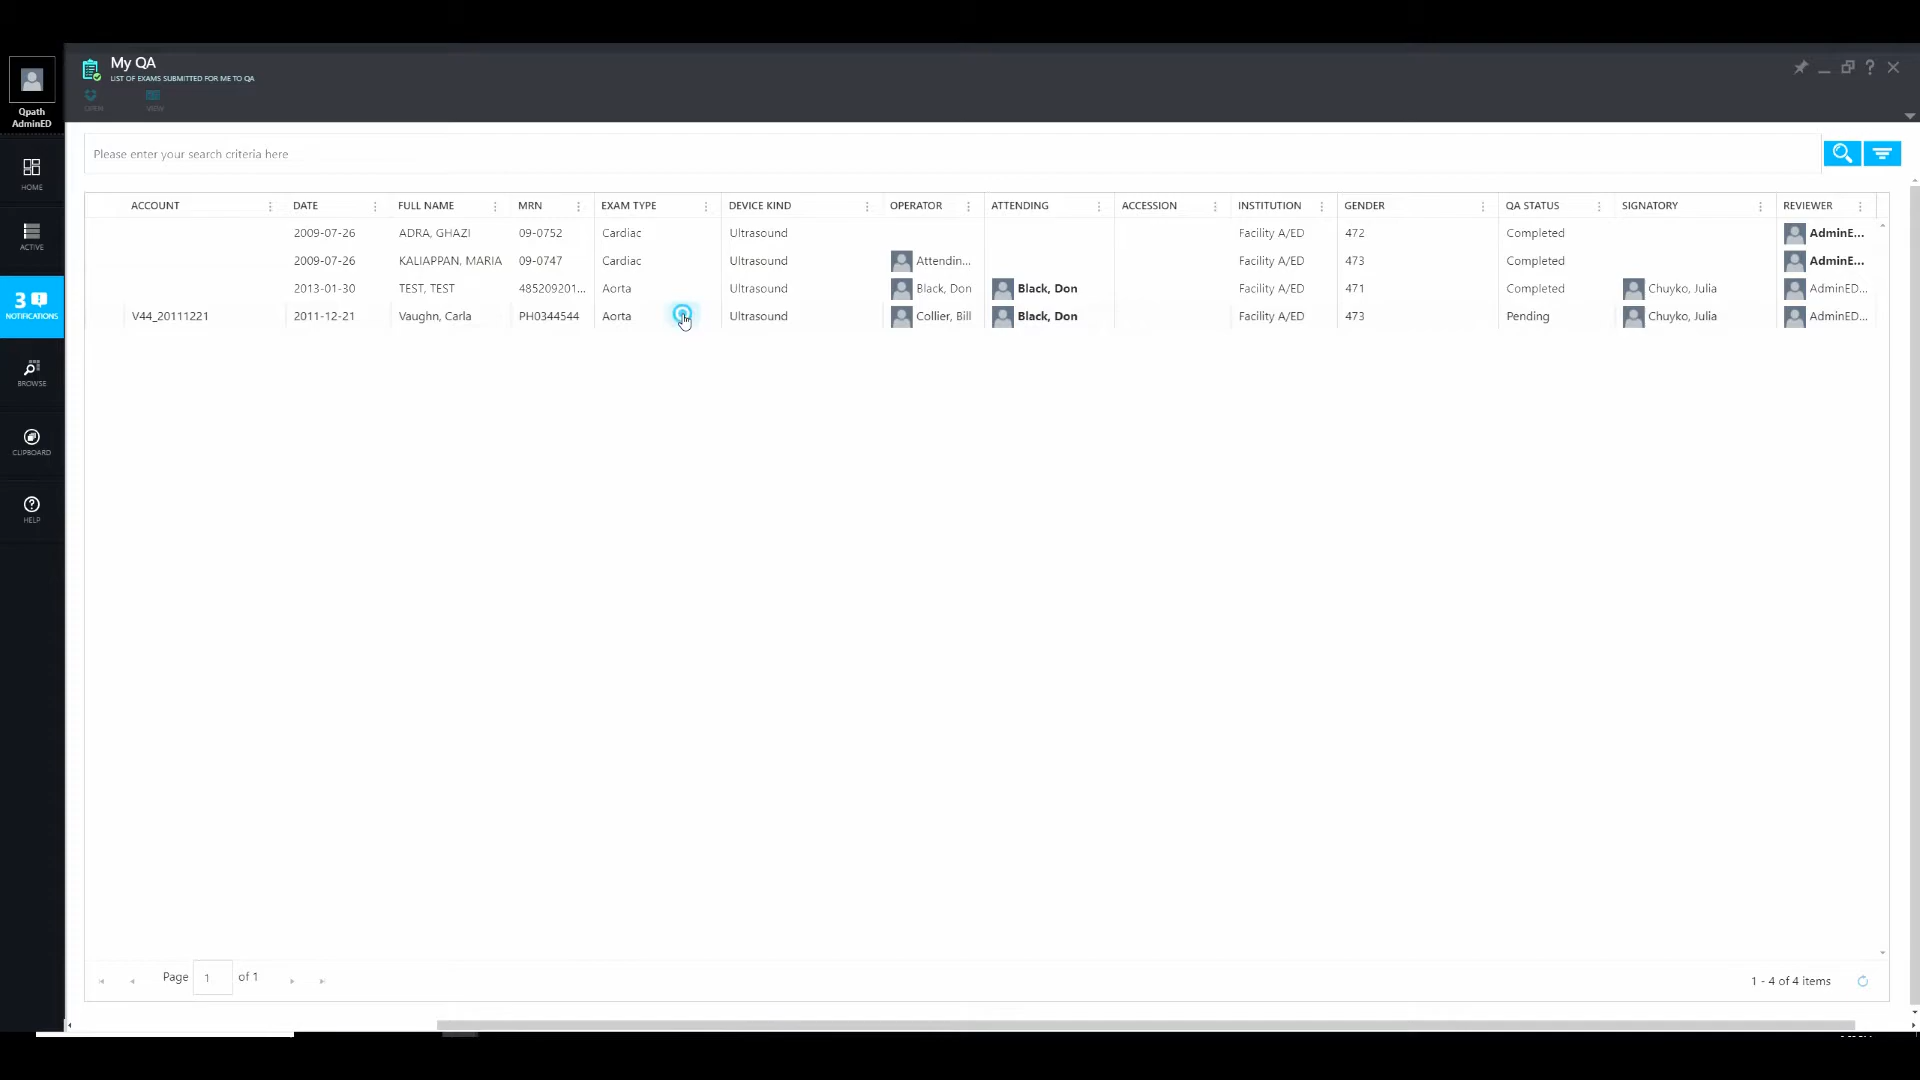 My QA
LIST OF EXAMS SUBMITTED FOR ME TO QA
OPEN VIEW
Qpath
AdminED
HOME
ACTIVE
3
NOTIFICATIONS
BROWSE
CLIPBOARD
HELP
Please enter your search criteria here
ACCOUNT DATE FULL NAME MRN EXAM TYPE DEVICE KIND OPERATOR ATTENDING ACCESSION INSTITUTION GENDER QA STATUS SIGNATORY REVIEWER
2009-07-26 ADRA, GHAZI 09-0752 Cardiac Ultrasound Facility A/ED 472 Completed AdminE...
2009-07-26 KALIAPPAN, MARIA 09-0747 Cardiac Ultrasound Attendin... Facility A/ED 473 Completed AdminE...
2013-01-30 TEST, TEST 485209201... Aorta Ultrasound Black, Don Black, Don Facility A/ED 471 Completed Chuyko, Julia AdminED...
V44_20111221 2011-12-21 Vaughn, Carla PH0344544 Aorta Ultrasound Collier, Bill Black, Don Facility A/ED 473 Pending Chuyko, Julia AdminED...
Page 1 of 1
1 - 4 of 4 items